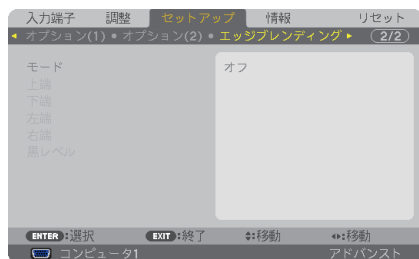 入力端子 調整 セットアップ 情報 リセット
◂ オプション(1) ● オプション(2) ● エッジブレンディング ▸ 2/2
モード オフ
上端
下端
左端
右端
黒レベル
ENTER :選択 EXIT :終了 :移動 :移動
コンピュータ1 アドバンスト